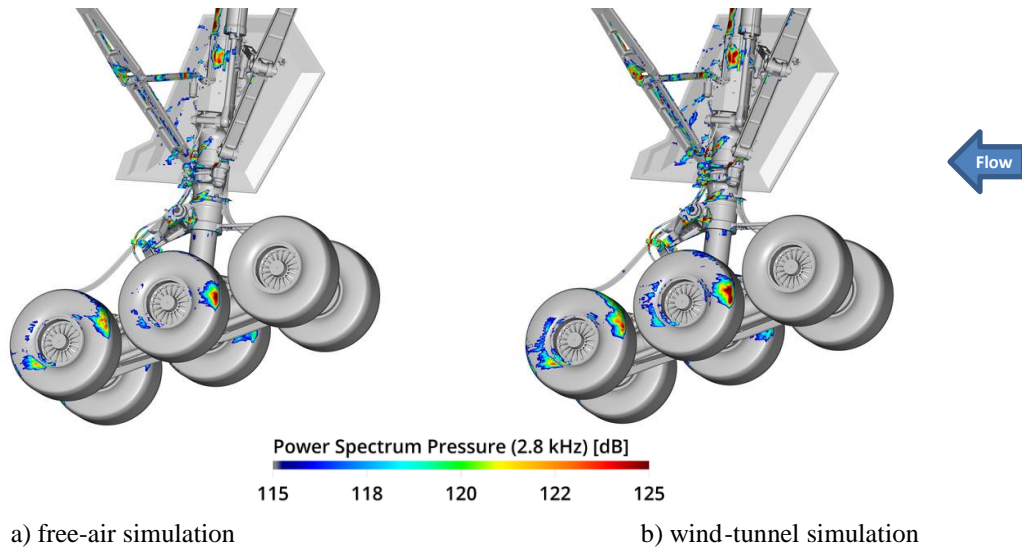 Flow
Power Spectrum Pressure (2.8 kHz) [dB]
115 118 120 122 125
a) free-air simulation b) wind-tunnel simulation